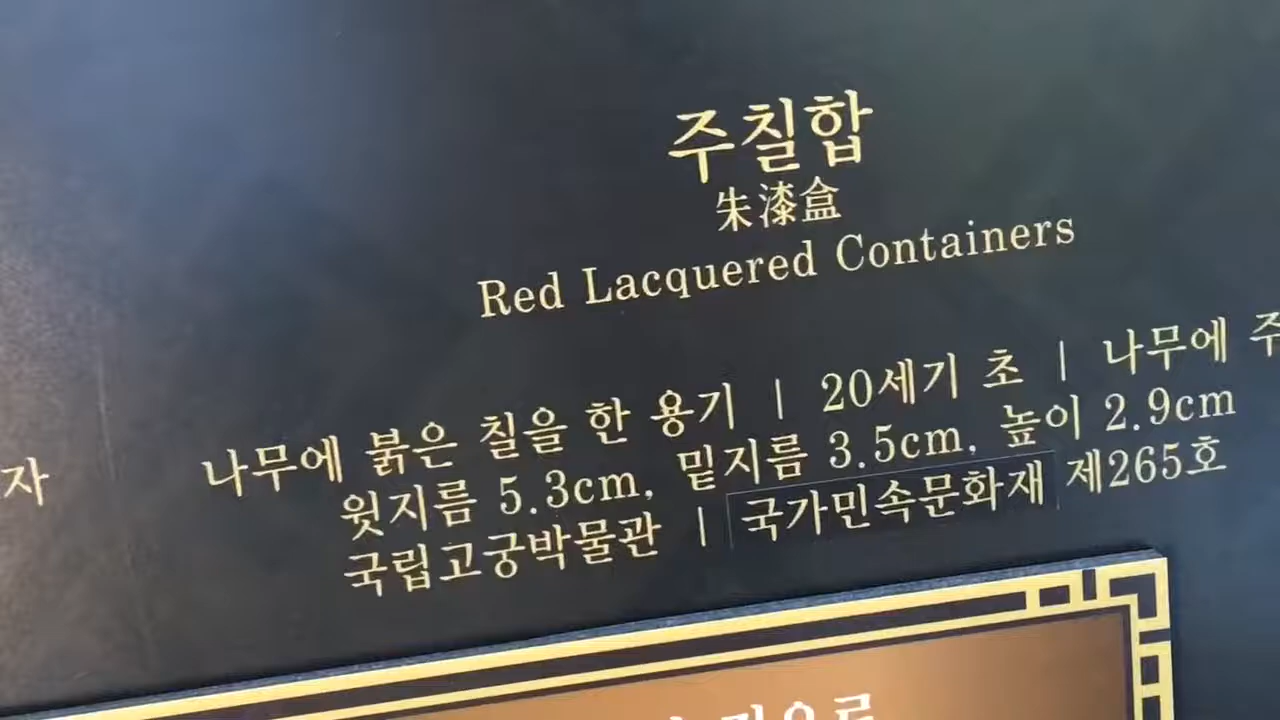 주칠합
朱漆盒
Red Lacquered Containers
나무에 붉은 칠을 한 용기 | 20세기 초 | 나무에 주
윗지름 5.3cm, 밑지름 3.5cm, 높이 2.9cm
자
국립고궁박물관 | 국가민속문화재 제265호
으로